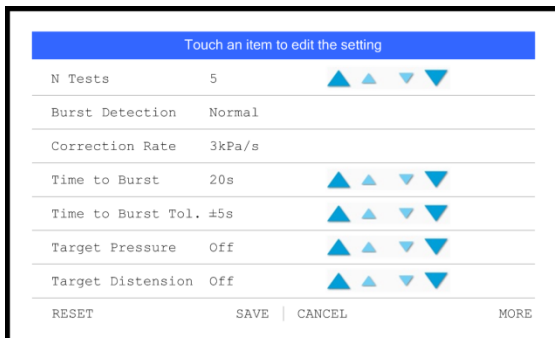 Touch an item to edit the setting
N Tests 5
Burst Detection Normal
Correction Rate 3kPa/s
Time to Burst 20s
Time to Burst Tol. ±5s
Target Pressure Off
Target Distension Off
RESET SAVE CANCEL MORE